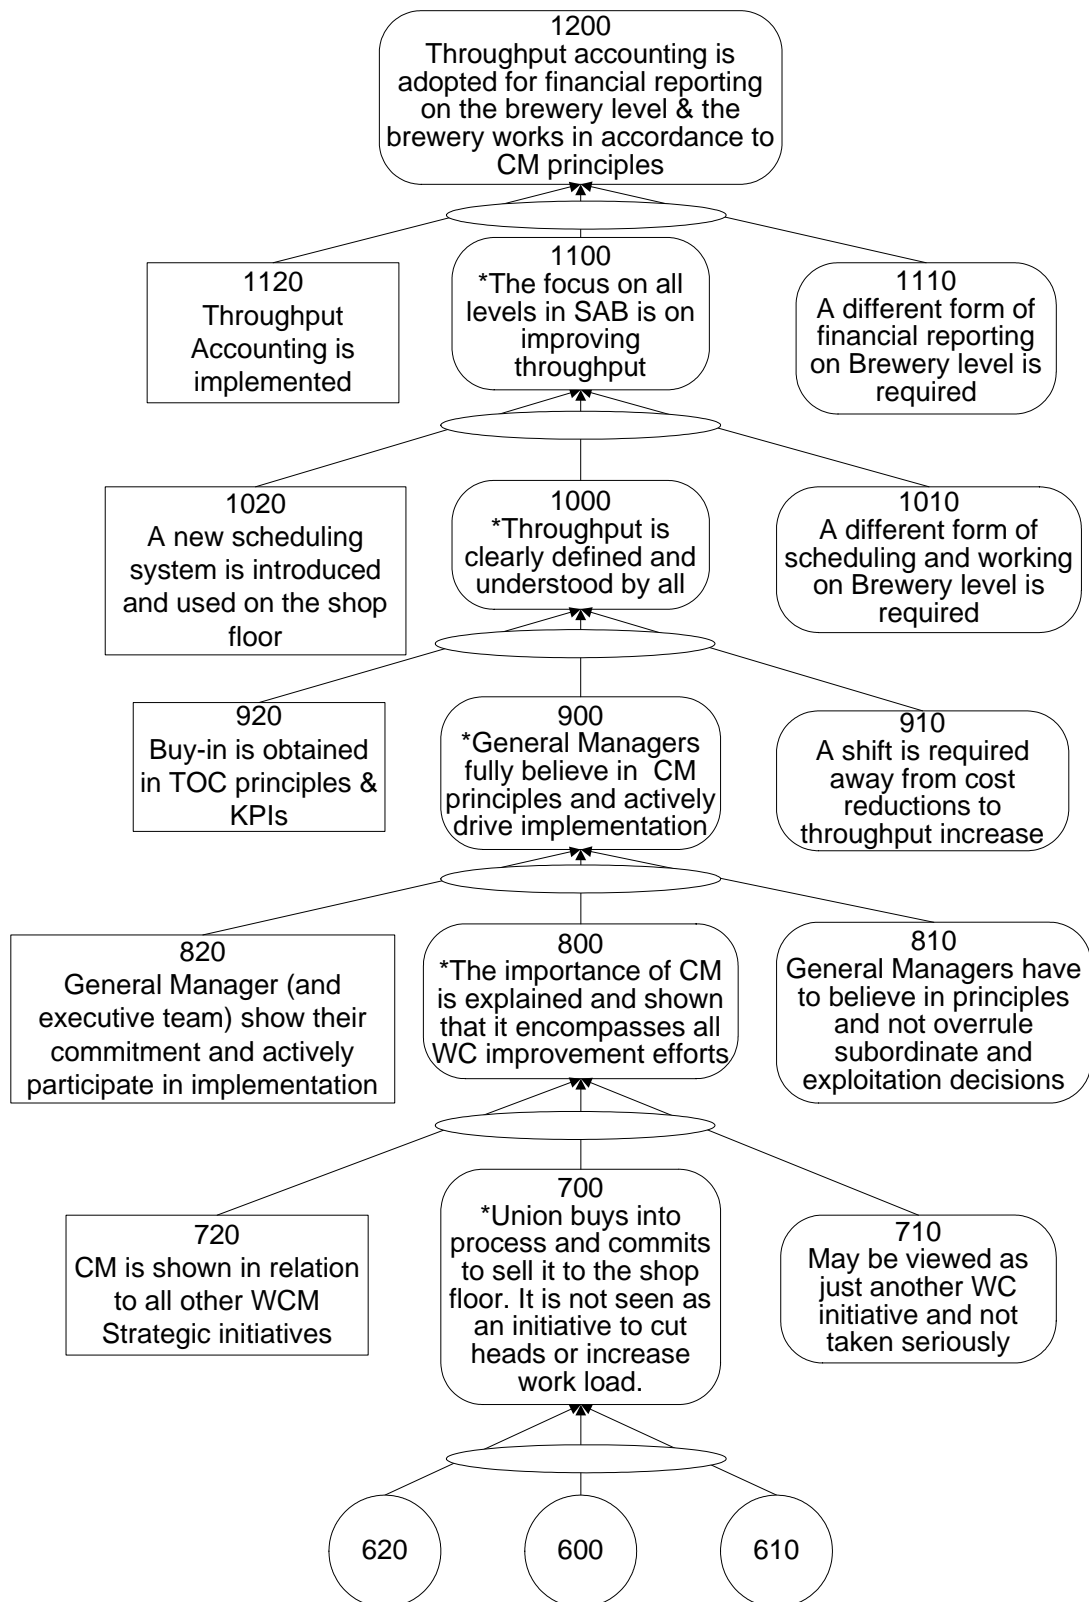 1200
Throughput accounting is
adopted for financial reporting
on the brewery level & the
brewery works in accordance to
CM principles
1120
Throughput
Accounting is
implemented
1100
*The focus on all
levels in SAB is on
improving
throughput
1110
A different form of
financial reporting
on Brewery level is
required
1020
A new scheduling
system is introduced
and used on the shop
floor
1000
*Throughput is
clearly defined and
understood by all
1010
A different form of
scheduling and working
on Brewery level is
required
920
Buy-in is obtained
in TOC principles &
KPIs
900
*General Managers
fully believe in CM
principles and actively
drive implementation
910
A shift is required
away from cost
reductions to
throughput increase
820
General Manager (and
executive team) show their
commitment and actively
participate in implementation
800
*The importance of CM
is explained and shown
that it encompasses all
WC improvement efforts
810
General Managers have
to believe in principles
and not overrule
subordinate and
exploitation decisions
720
CM is shown in relation
to all other WCM
Strategic initiatives
700
*Union buys into
process and commits
to sell it to the shop
floor. It is not seen as
an initiative to cut
heads or increase
work load.
710
May be viewed as
just another WC
initiative and not
taken seriously
620
600
610